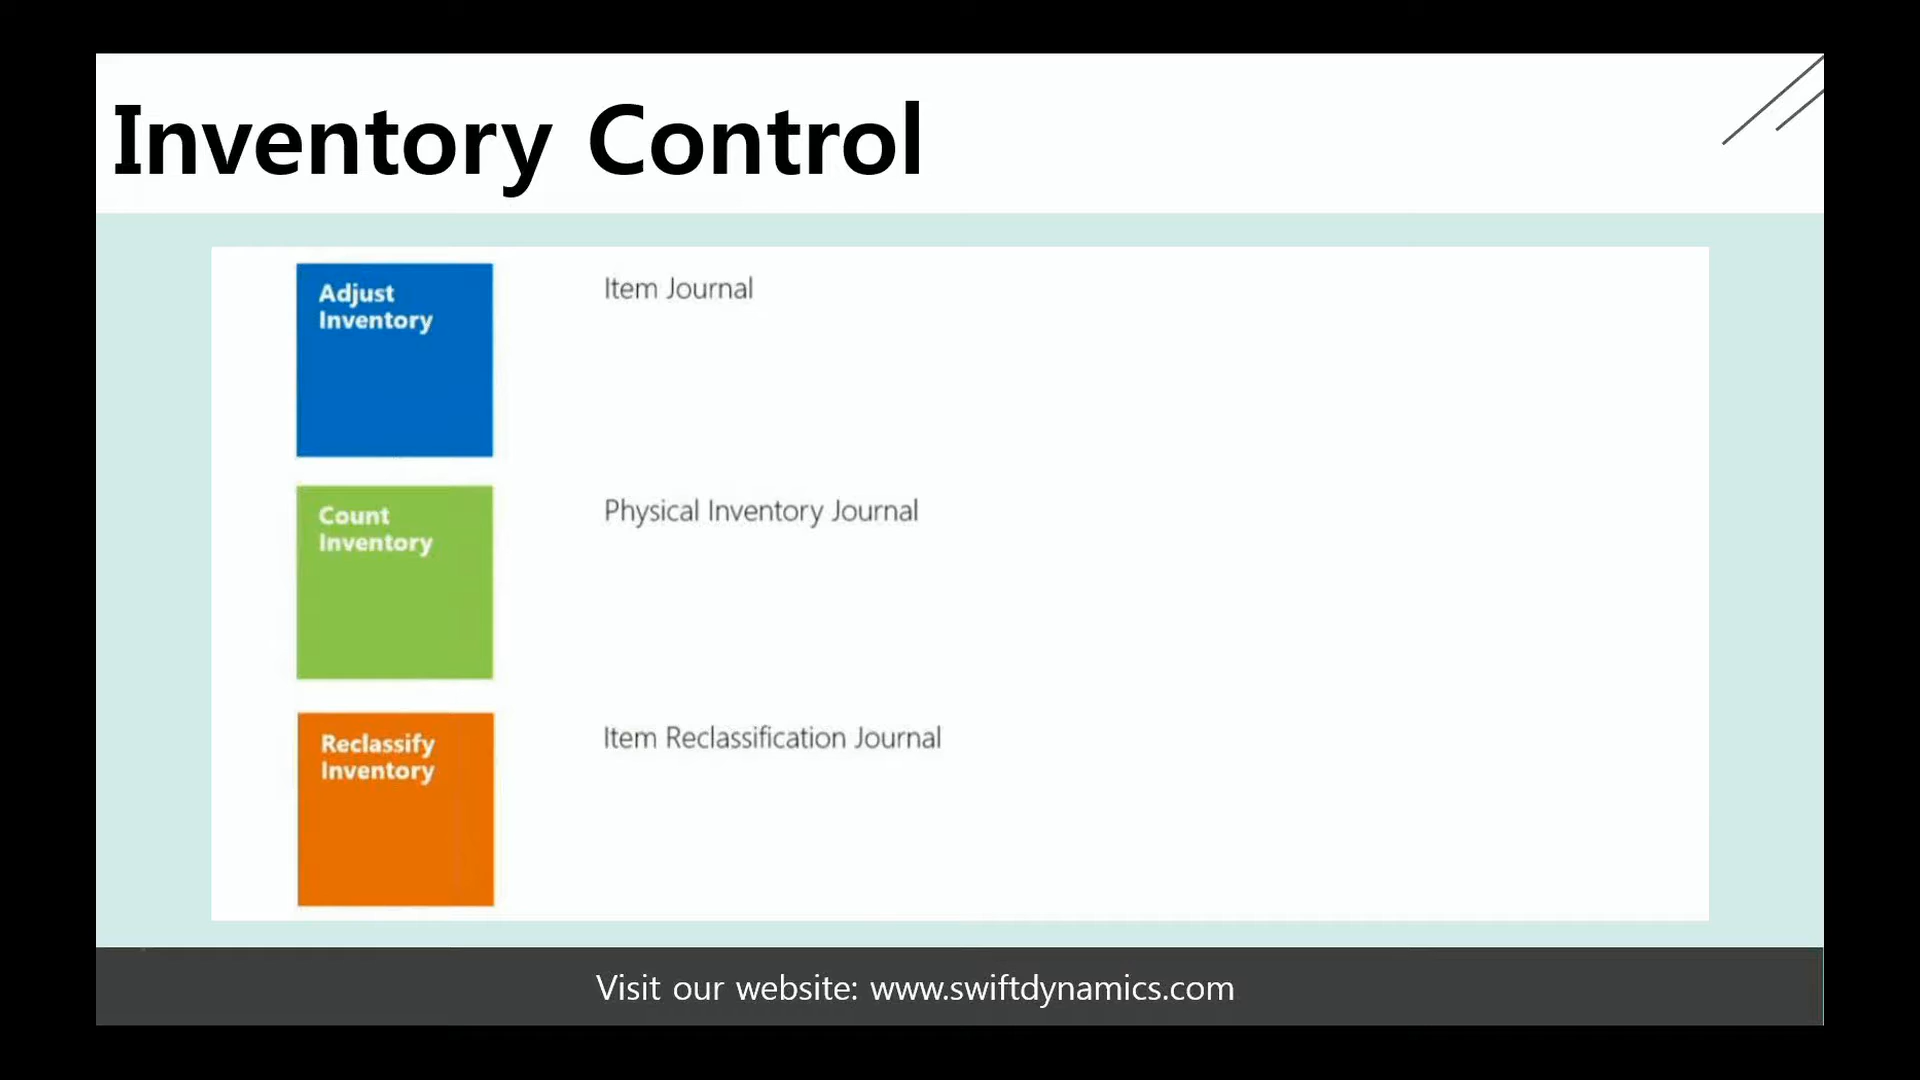 Inventory Control
Adjust
Inventory
Item Journal
Count
Inventory
Physical Inventory Journal
Reclassify
Inventory
Item Reclassification Journal
Visit our website: www.swiftdynamics.com